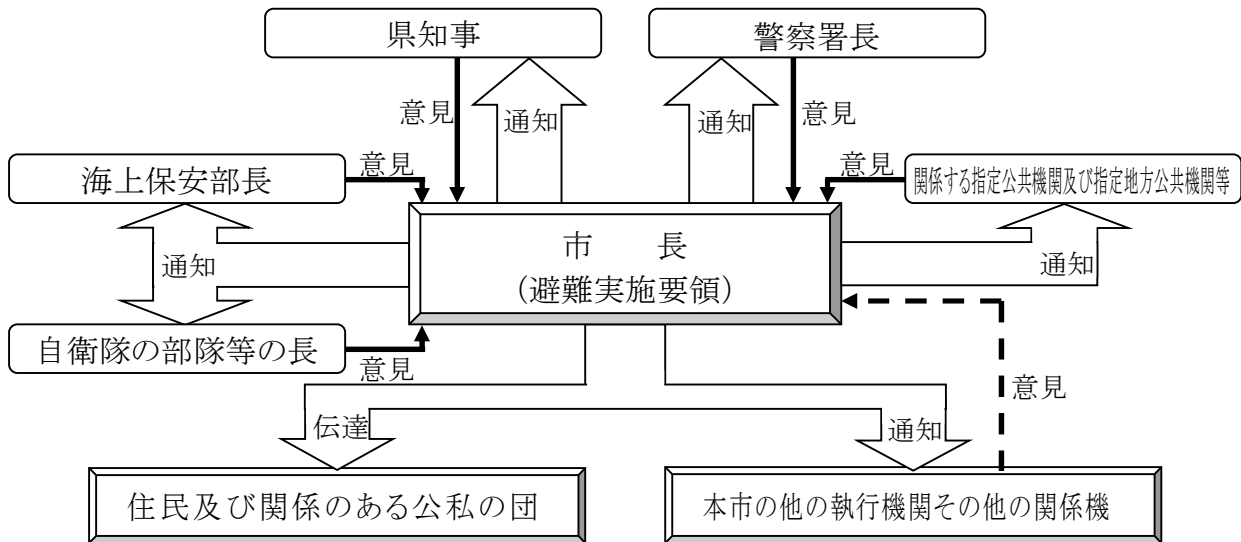 県知事
警察署長
意見
通知
通知
意見
海上保安部長
意見
意見
関係する指定公共機関及び指定地方公共機関等
市　　長
(避難実施要領)
通知
通知
自衛隊の部隊等の長
意見
意見
伝達
通知
住民及び関係のある公私の団
本市の他の執行機関その他の関係機